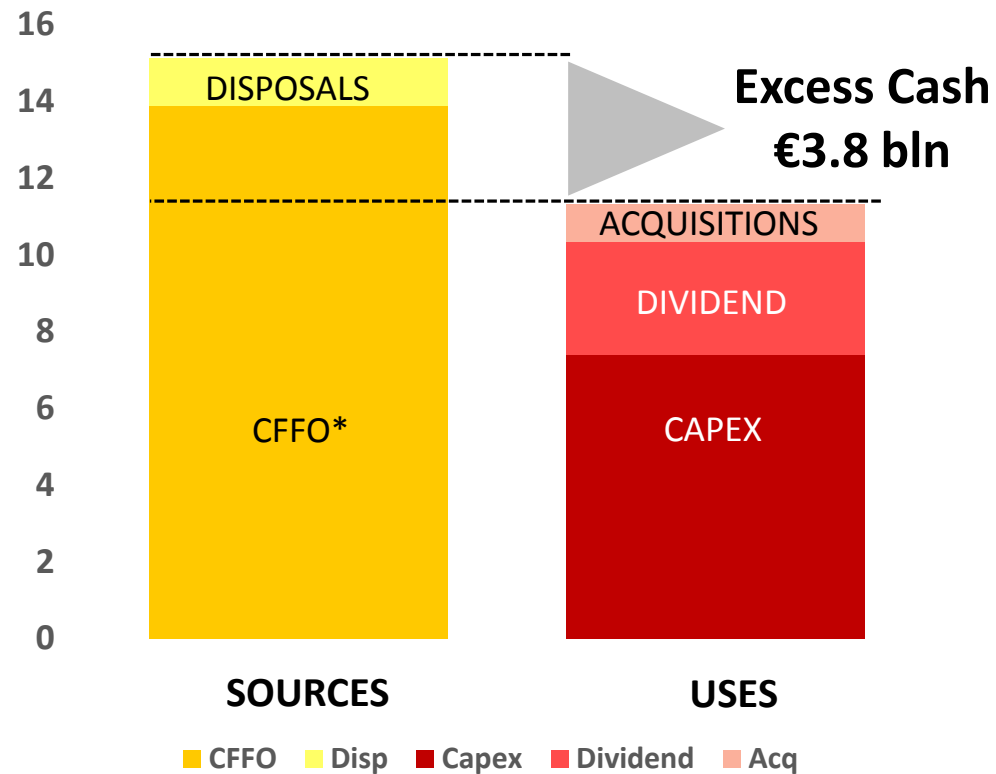 16
14
12
10
8
6
4
2
0
DISPOSALS
CFFO*
Excess Cash
€3.8 bln
ACQUISITIONS
DIVIDEND
CAPEX
SOURCES
USES
CFFO Disp Capex Dividend Acq